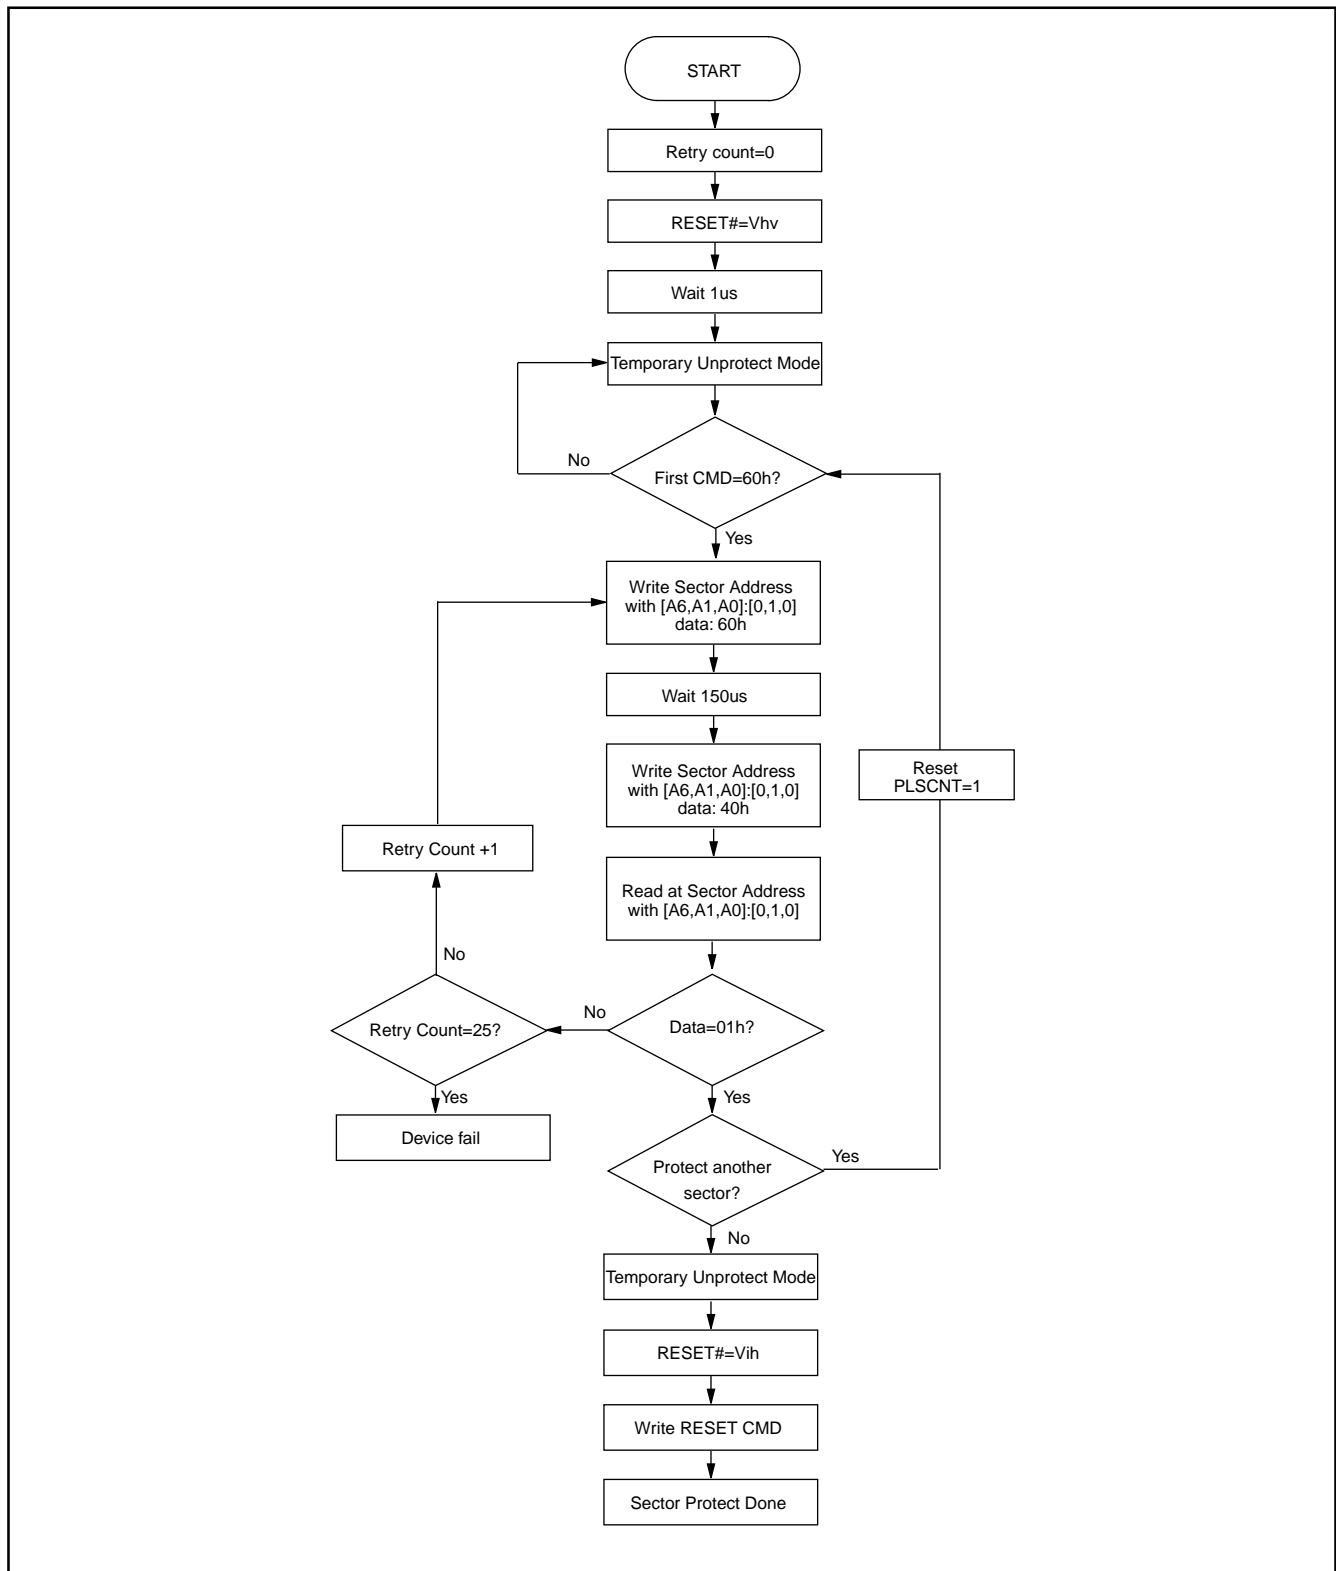 START
Retry count=0
RESET#=Vhv
Wait 1us
Temporary Unprotect Mode
No
First CMD=60h?
Yes
Write Sector Address
with [A6,A1,A0]:[0,1,0]
data: 60h
Wait 150us
Write Sector Address
with [A6,A1,A0]:[0,1,0]
data: 40h
Reset
PLSCNT=1
Retry Count +1
Read at Sector Address
with [A6,A1,A0]:[0,1,0]
No
No
Retry Count=25?
Data=01h?
Yes
Yes
Device fail
Protect another
sector?
Yes
No
Temporary Unprotect Mode
RESET#=Vih
Write RESET CMD
Sector Protect Done